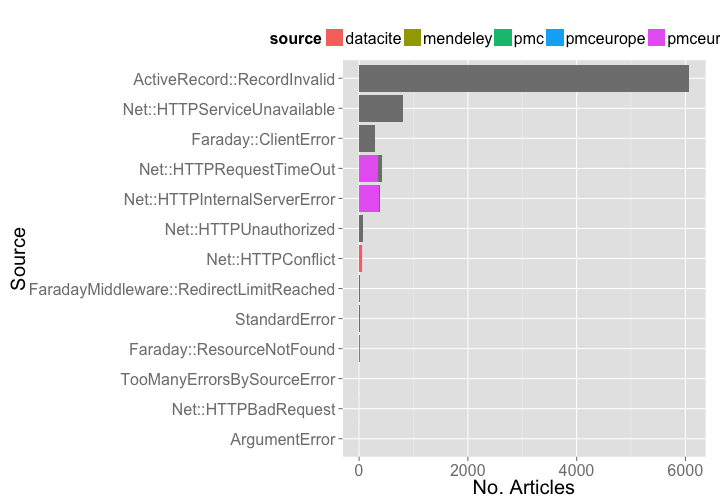 source datacite mendeley pmc pmceurope pmceur
ActiveRecord::RecordInvalid
Net::HTTPServiceUnavailable
Faraday::ClientError
Net::HTTPRequestTimeOut
Net::HTTPInternalServerError
Net::HTTPUnauthorized
Net::HTTPConflict
FaradayMiddleware::RedirectLimitReached
StandardError
Faraday::ResourceNotFound
TooManyErrorsBySourceError
Net::HTTPBadRequest
ArgumentError
Source
0 2000 4000 6000
No. Articles